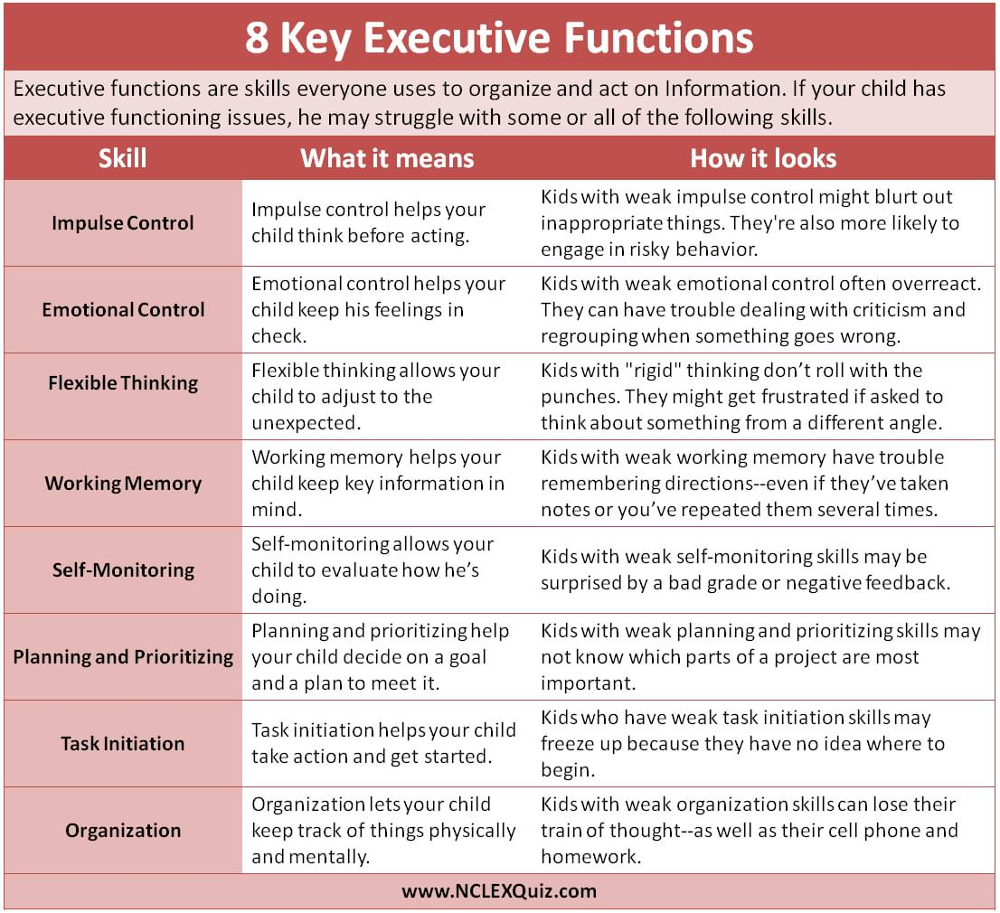 8 Key Executive Functions
Executive functions are skills everyone uses to organize and act on Information. If your child has
executive functioning issues, he may struggle with some or all of the following skills.
Skill
What it means
How it looks
Impulse Control
Impulse control helps your
child think before acting.
Kids with weak impulse control might blurt out
inappropriate things. They're also more likely to
engage in risky behavior.
Emotional Control
Emotional control helps your
child keep his feelings in
check.
Kids with weak emotional control often overreact.
They can have trouble dealing with criticism and
regrouping when something goes wrong.
Flexible Thinking
Flexible thinking allows your
child to adjust to the
unexpected.
Kids with "rigid" thinking don’t roll with the
punches. They might get frustrated if asked to
think about something from a different angle.
Working Memory
Working memory helps your
child keep key information in
mind.
Kids with weak working memory have trouble
remembering directions--even if they’ve taken
notes or you’ve repeated them several times.
Self-Monitoring
Self-monitoring allows your
child to evaluate how he’s
doing.
Kids with weak self-monitoring skills may be
surprised by a bad grade or negative feedback.
Planning and Prioritizing
Planning and prioritizing help
your child decide on a goal
and a plan to meet it.
Kids with weak planning and prioritizing skills may
not know which parts of a project are most
important.
Task Initiation
Task initiation helps your child
take action and get started.
Kids who have weak task initiation skills may
freeze up because they have no idea where to
begin.
Organization
Organization lets your child
keep track of things physically
and mentally.
Kids with weak organization skills can lose their
train of thought--as well as their cell phone and
homework.
www.NCLEXQuiz.com